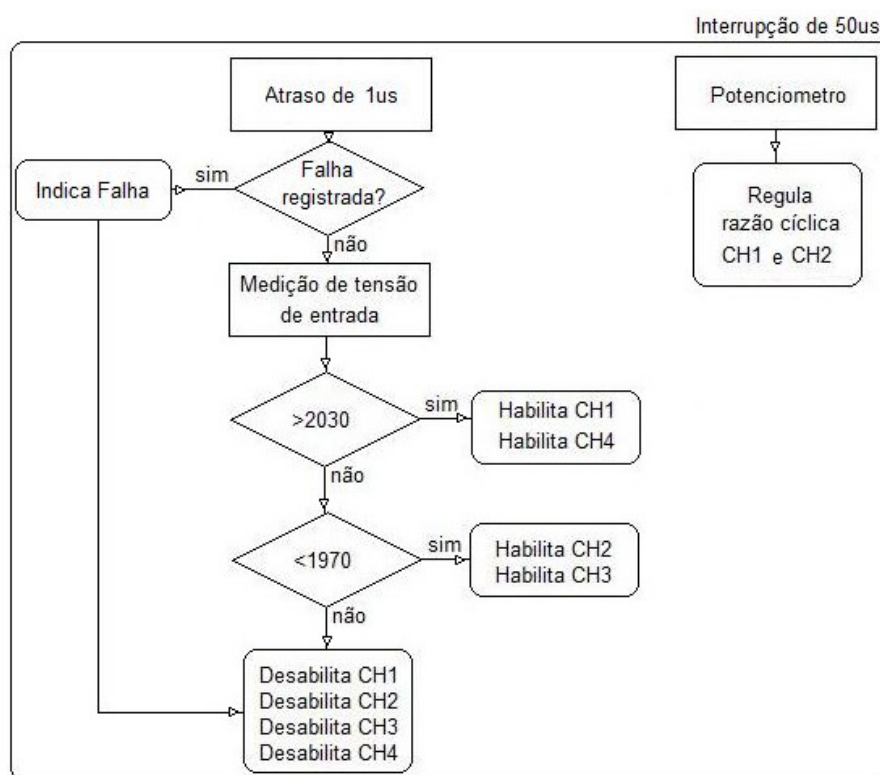 Interrupção de 50us
Atraso de 1us
Falha
registrada?
sim
Indica Falha
não
Medição de tensão
de entrada
>2030
sim
Habilita CH1
Habilita CH4
não
<1970
sim
Habilita CH2
Habilita CH3
não
Desabilita CH1
Desabilita CH2
Desabilita CH3
Desabilita CH4
Potenciometro
Regula
razão cíclica
CH1 e CH2